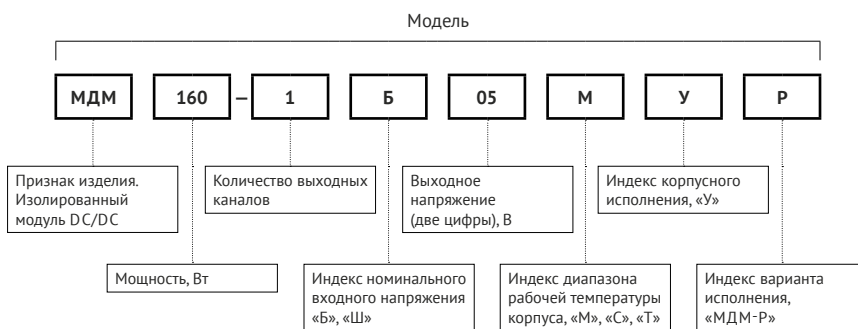 Модель
МДМ 160 – 1 Б 05 М У Р
Признак изделия.
Изолированный
модуль DC/DC
Количество выходных
каналов
Выходное
напряжение
(две цифры), В
Индекс корпусного
исполнения, «У»
Мощность, Вт
Индекс номинального
входного напряжения
«Б», «Ш»
Индекс диапазона
рабочей температуры
корпуса, «М», «С», «Т»
Индекс варианта
исполнения,
«МДМ-Р»